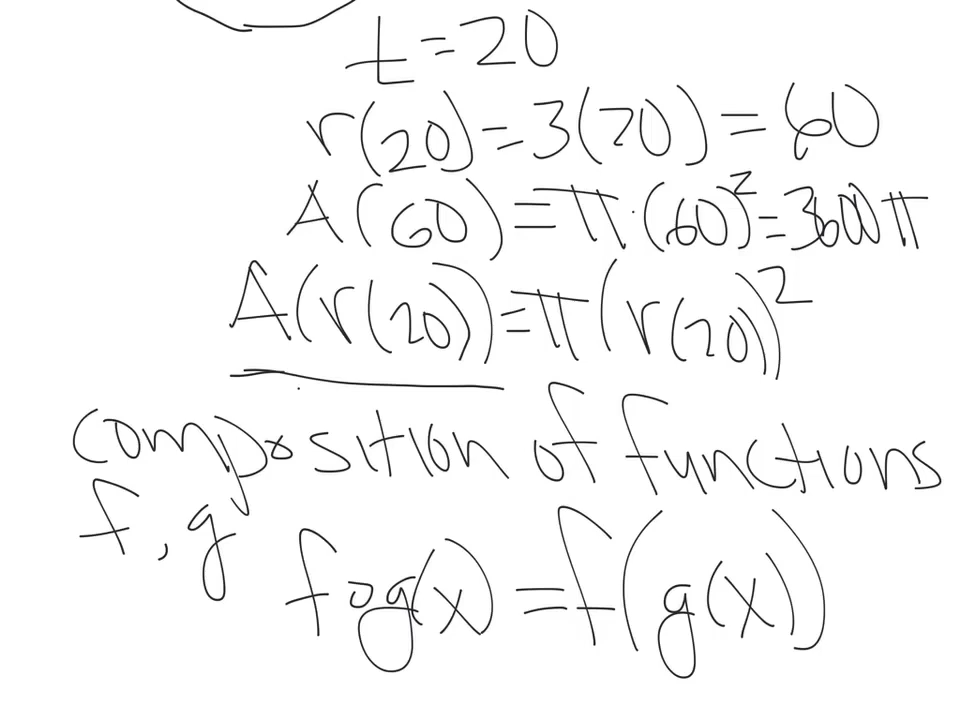 t = 20
r(20) = 3(20) = 60
A(60) = π·(60)² = 3600π
A(r(20)) = π(r(20))²
composition of functions
f, g
f∘g(x) = f(g(x))